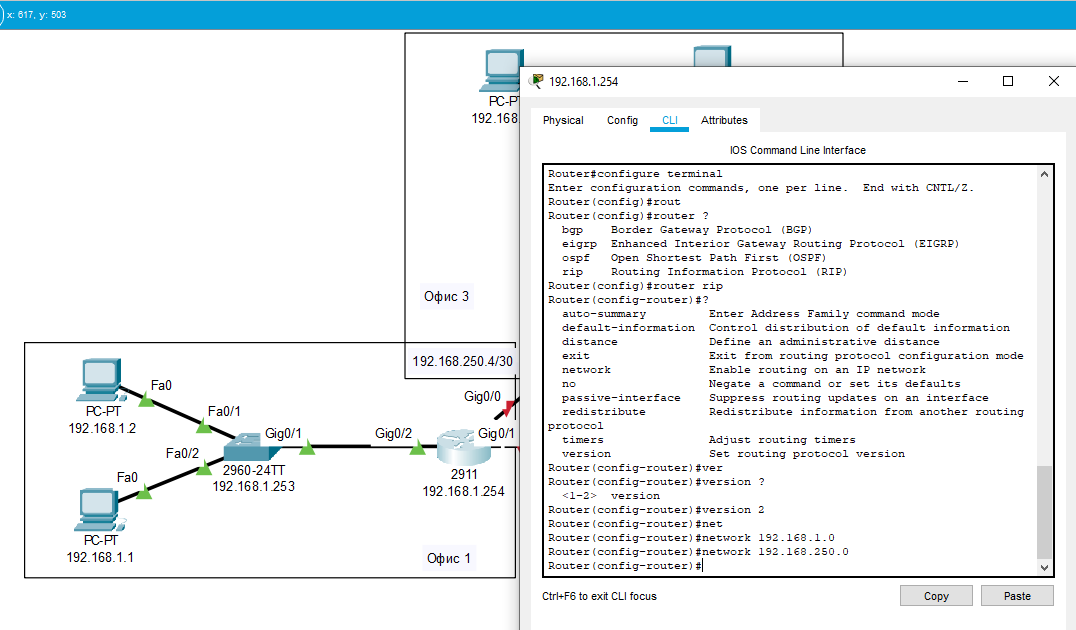 x: 617, y: 503
PC-PT
192.168.
Офис 3
192.168.250.4/30
Gig0/0
Fa0
PC-PT
192.168.1.2
Fa0/1
Gig0/1
Gig0/2
Gig0/1
Fa0/2
2960-24TT
192.168.1.253
2911
192.168.1.254
Fa0
PC-PT
192.168.1.1
Офис 1
192.168.1.254
Physical
Config
CLI
Attributes
IOS Command Line Interface
Router#configure terminal
Enter configuration commands, one per line.  End with CNTL/Z.
Router(config)#rout
Router(config)#router ?
  bgp    Border Gateway Protocol (BGP)
  eigrp  Enhanced Interior Gateway Routing Protocol (EIGRP)
  ospf   Open Shortest Path First (OSPF)
  rip    Routing Information Protocol (RIP)
Router(config)#router rip
Router(config-router)#?
  auto-summary         Enter Address Family command mode
  default-information  Control distribution of default information
  distance             Define an administrative distance
  exit                 Exit from routing protocol configuration mode
  network              Enable routing on an IP network
  no                   Negate a command or set its defaults
  passive-interface    Suppress routing updates on an interface
  redistribute         Redistribute information from another routing
protocol
  timers               Adjust routing timers
  version              Set routing protocol version
Router(config-router)#ver
Router(config-router)#version ?
  <1-2>  version
Router(config-router)#version 2
Router(config-router)#net
Router(config-router)#network 192.168.1.0
Router(config-router)#network 192.168.250.0
Router(config-router)#
Ctrl+F6 to exit CLI focus
Copy
Paste